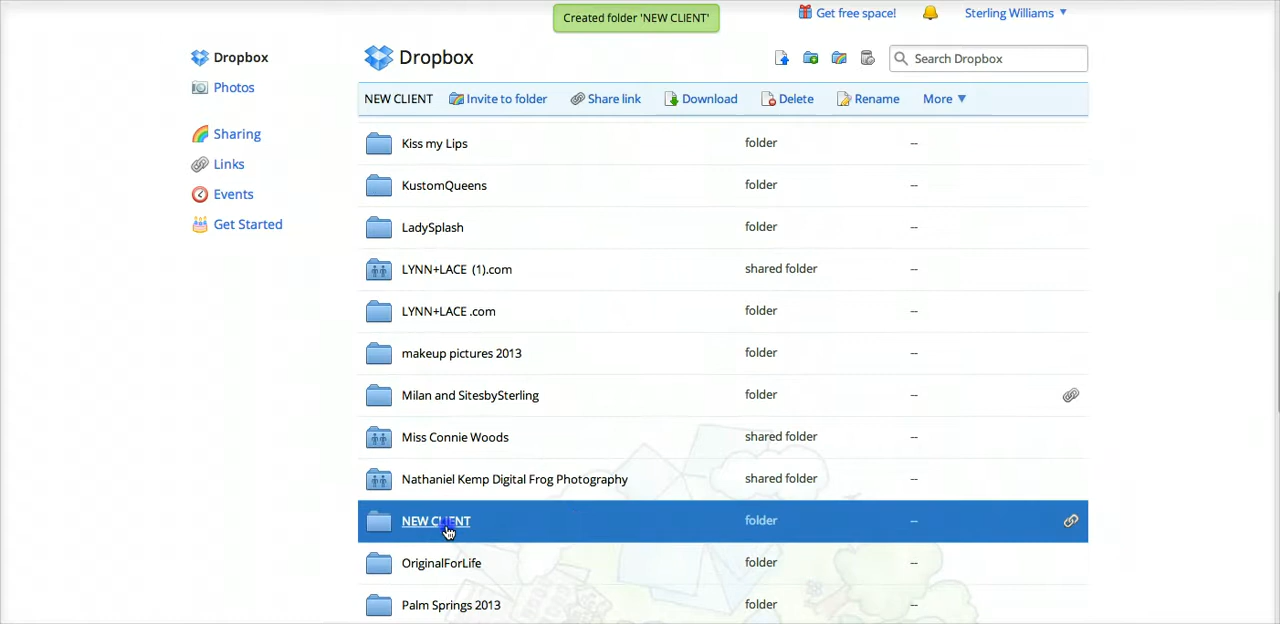 Created folder 'NEW CLIENT'
Get free space!
Sterling Williams
Dropbox
Photos
Sharing
Links
Events
Get Started
Dropbox
Search Dropbox
NEW CLIENT Invite to folder Share link Download Delete Rename More
Kiss my Lips folder --
KustomQueens folder --
LadySplash folder --
LYNN+LACE (1).com shared folder --
LYNN+LACE .com folder --
makeup pictures 2013 folder --
Milan and SitesbySterling folder --
Miss Connie Woods shared folder --
Nathaniel Kemp Digital Frog Photography shared folder --
NEW CLIENT folder --
OriginalForLife folder --
Palm Springs 2013 folder --